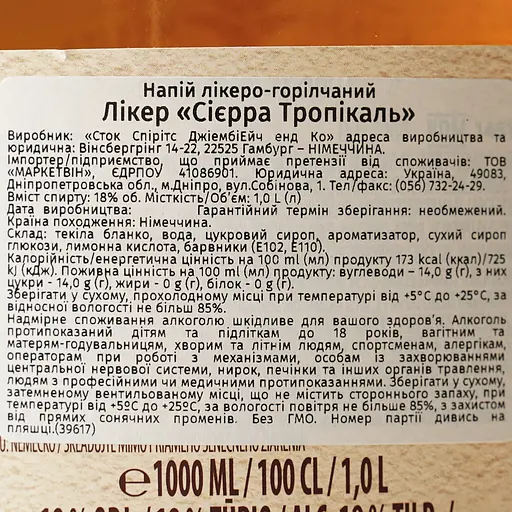 Напій лікеро-горілчаний
Лікер «Сієрра Тропікаль»
Виробник: «Сток Спірітс ДжіембіЕйч енд Ко» адреса виробництва та
юридична: Вінсбергрінг 14-22, 22525 Гамбург – НІМЕЧЧИНА.
Імпортер/підприємство, що приймає претензії від споживачів: ТОВ
«МАРКЕТВІН», ЄДРПОУ 41086901. Юридична адреса: Україна, 49083,
Дніпропетровська обл., м.Дніпро, вул.Собінова, 1. Тел/факс: (056) 732-24-29.
Вміст спирту: 18% об. Місткість/Об'єм: 1,0 L (л)
Дата виробництва: Гарантійний термін зберігання: необмежений.
Країна походження: Німеччина.
Склад: текіла бланко, вода, цукровий сироп, ароматизатор, сухий сироп
глюкози, лимонна кислота, барвники (Е102, Е110).
Калорійність/енергетична цінність на 100 ml (мл) продукту 173 kcal (ккал)/725
kJ (кДж). Поживна цінність на 100 ml (мл) продукту: вуглеводи – 14,0 g (г), з них
цукри - 14,0 g (г), жири - 0 g (г), білок - 0 g (г).
Зберігати у сухому, прохолодному місці при температурі від +5°С до +25°С, за
відносної вологості не більше 85%.
Надмірне споживання алкоголю шкідливе для вашого здоров'я. Алкоголь
протипоказаний дітям та підліткам до 18 років, вагітним та
матерям-годувальницям, хворим та літнім людям, спортсменам, алергікам,
операторам при роботі з механізмами, особам із захворюваннями
центральної нервової системи, нирок, печінки та інших органів травлення,
людям з професійними чи медичними протипоказаннями. Зберігати у сухому,
затемненому вентильованому місці, що не містить стороннього запаху, при
температурі від +5ºС до +25ºС, за вологості повітря не більше 85%, з захистом
від прямих сонячних променів. Без ГМО. Номер партії дивись на
пляшці.(39617)
℮1000 ML / 100 CL / 1,0 L